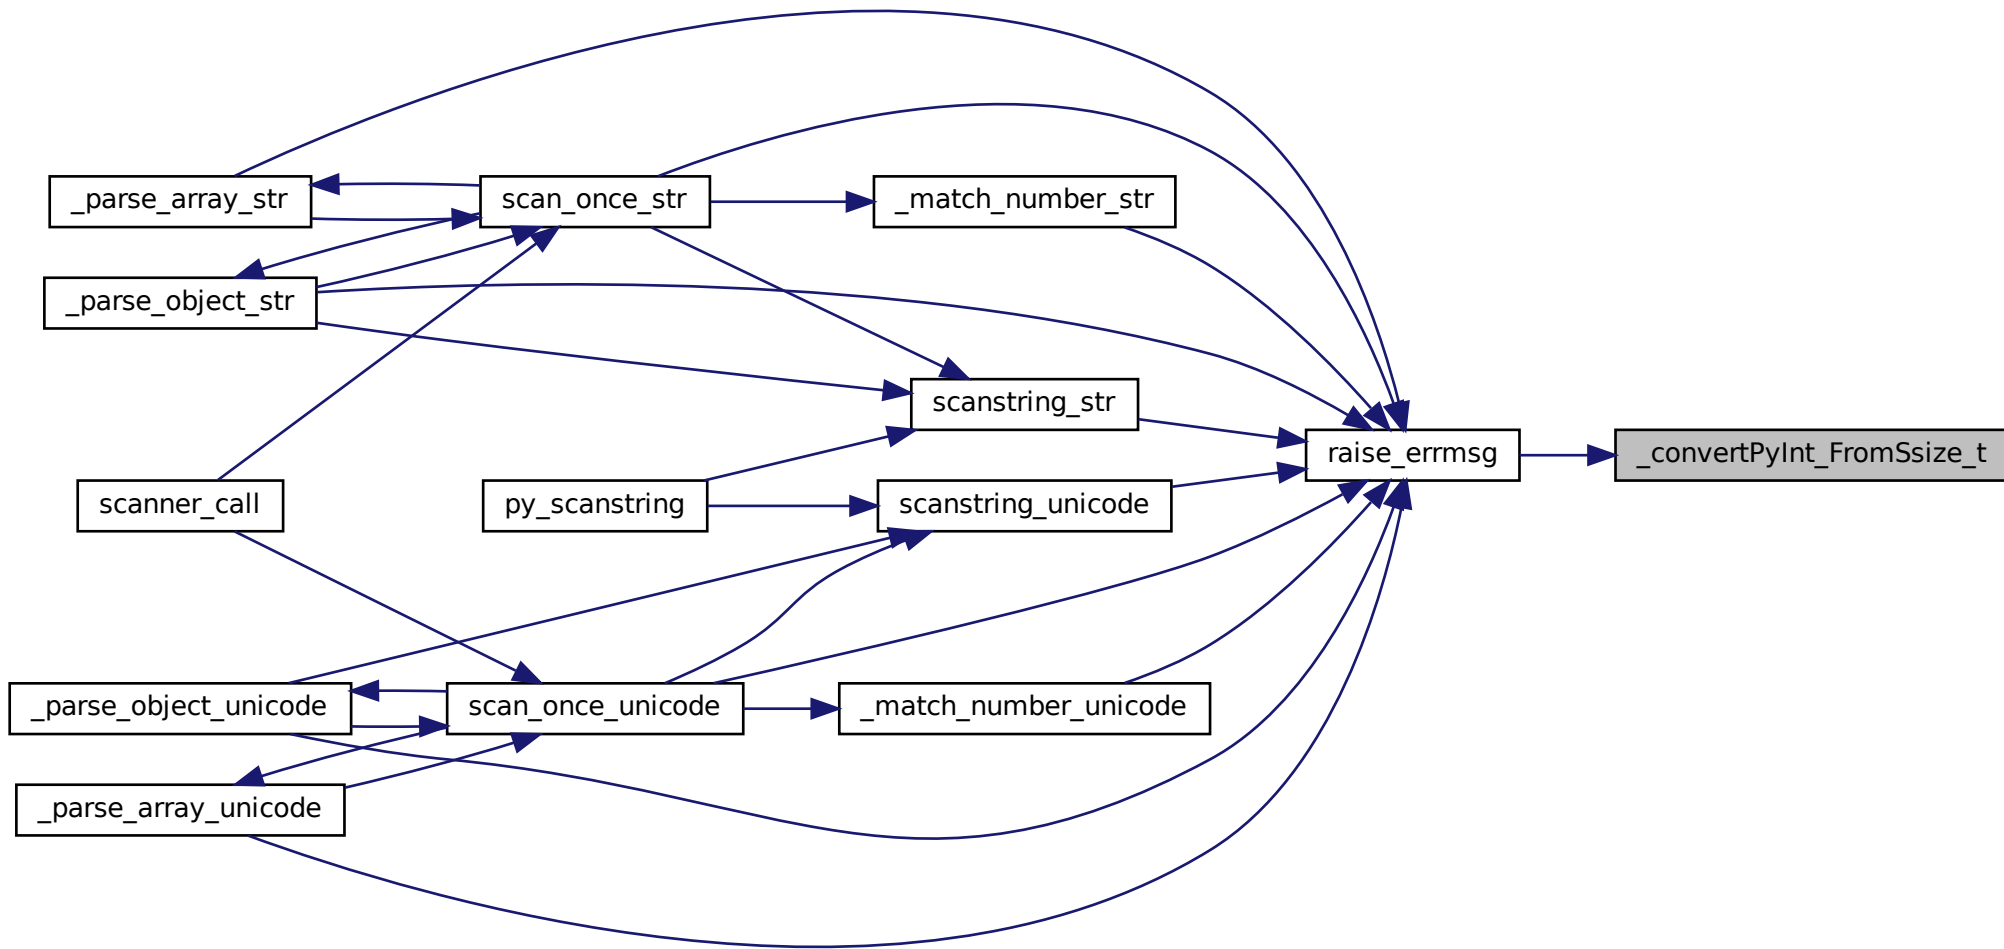 _parse_array_str
scan_once_str
_match_number_str
_parse_object_str
scanstring_str
raise_errmsg
_convertPyInt_FromSsize_t
scanner_call
py_scanstring
scanstring_unicode
_parse_object_unicode
scan_once_unicode
_match_number_unicode
_parse_array_unicode